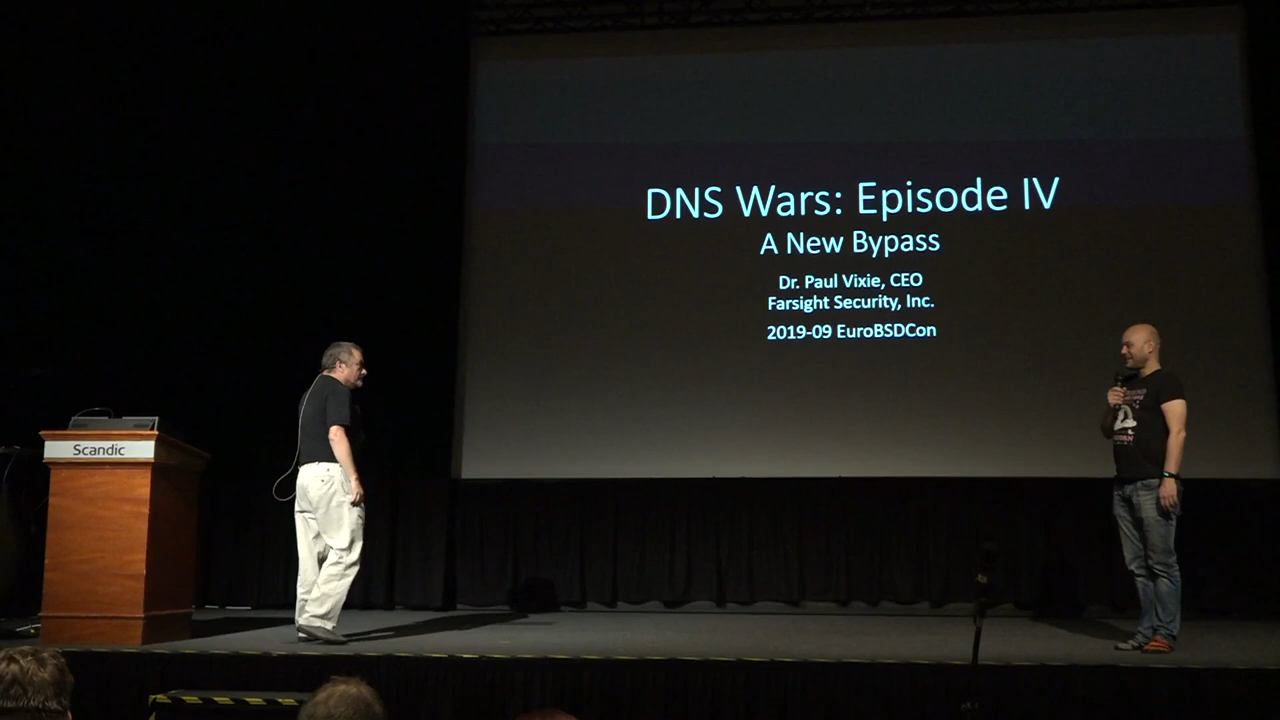 DNS Wars: Episode IV
A New Bypass
Dr. Paul Vixie, CEO
Farsight Security, Inc.
2019-09 EuroBSDCon
Scandic